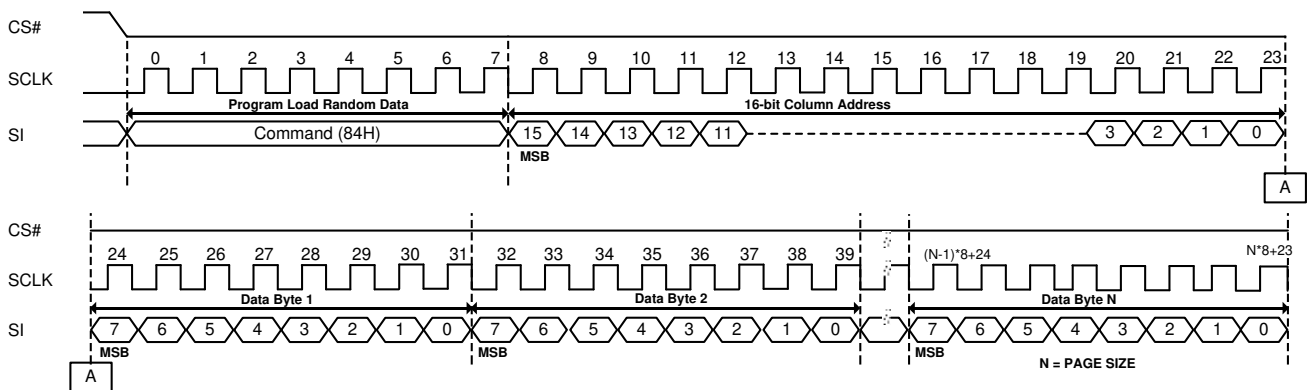 CS#
0 1 2 3 4 5 6 7 8 9 10 11 12 13 14 15 16 17 18 19 20 21 22 23
SCLK
Program Load Random Data 16-bit Column Address
SI Command (84H) 15 14 13 12 11 3 2 1 0
MSB
A
CS#
24 25 26 27 28 29 30 31 32 33 34 35 36 37 38 39 (N-1)*8+24 N*8+23
SCLK
Data Byte 1 Data Byte 2 Data Byte N
SI 7 6 5 4 3 2 1 0 7 6 5 4 3 2 1 0 7 6 5 4 3 2 1 0
MSB MSB MSB
N = PAGE SIZE
A